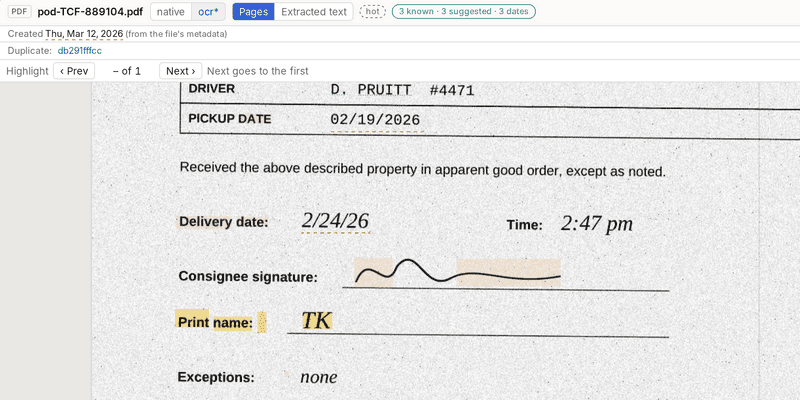 PDF pod-TCF-889104.pdf native ocr* Pages Extracted text hot 3 known · 3 suggested · 3 dates
Created Thu, Mar 12, 2026 (from the file's metadata)
Duplicate: db291fffcc
Highlight ‹ Prev – of 1 Next › Next goes to the first
DRIVER D. PRUITT #4471
PICKUP DATE 02/19/2026
Received the above described property in apparent good order, except as noted.
Delivery date: 2/24/26 Time: 2:47 pm
Consignee signature:
Print name: TK
Exceptions: none